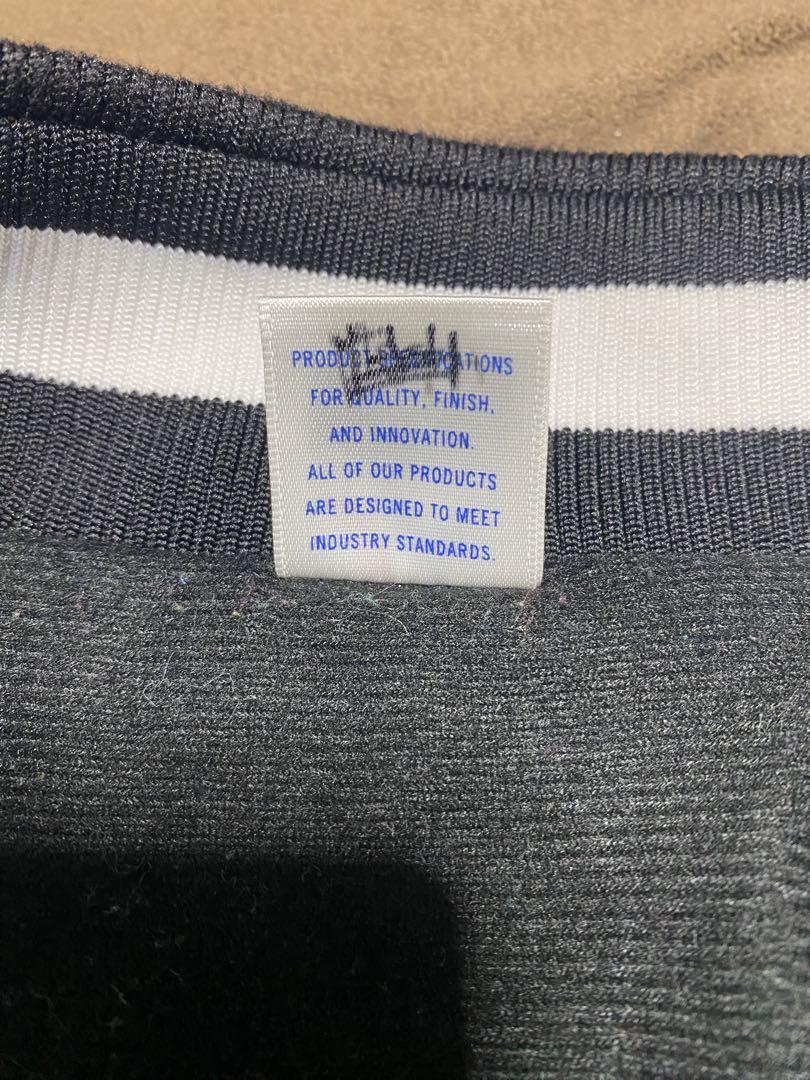 PRODUCT SPECIFICATIONS
FOR QUALITY, FINISH,
AND INNOVATION.
ALL OF OUR PRODUCTS
ARE DESIGNED TO MEET
INDUSTRY STANDARDS.